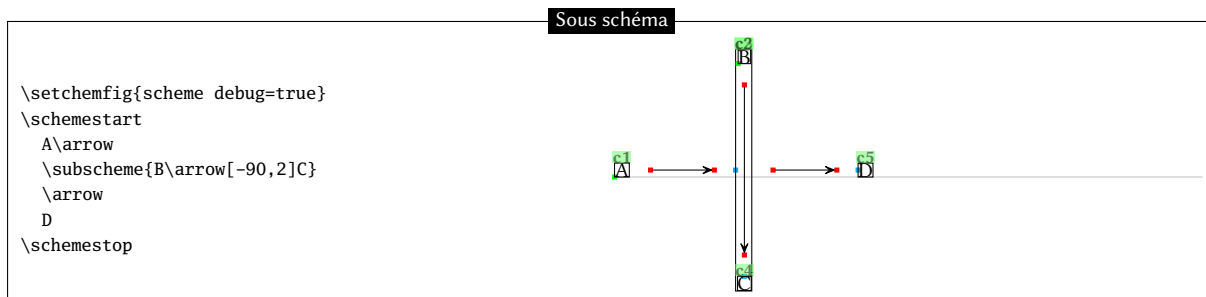 Sous schéma
\setchemfig{scheme debug=true}
\schemestart
  A\arrow
  \subscheme{B\arrow[-90,2]C}
  \arrow
  D
\schemestop
c2
B
c1
A
c5
D
c4
C